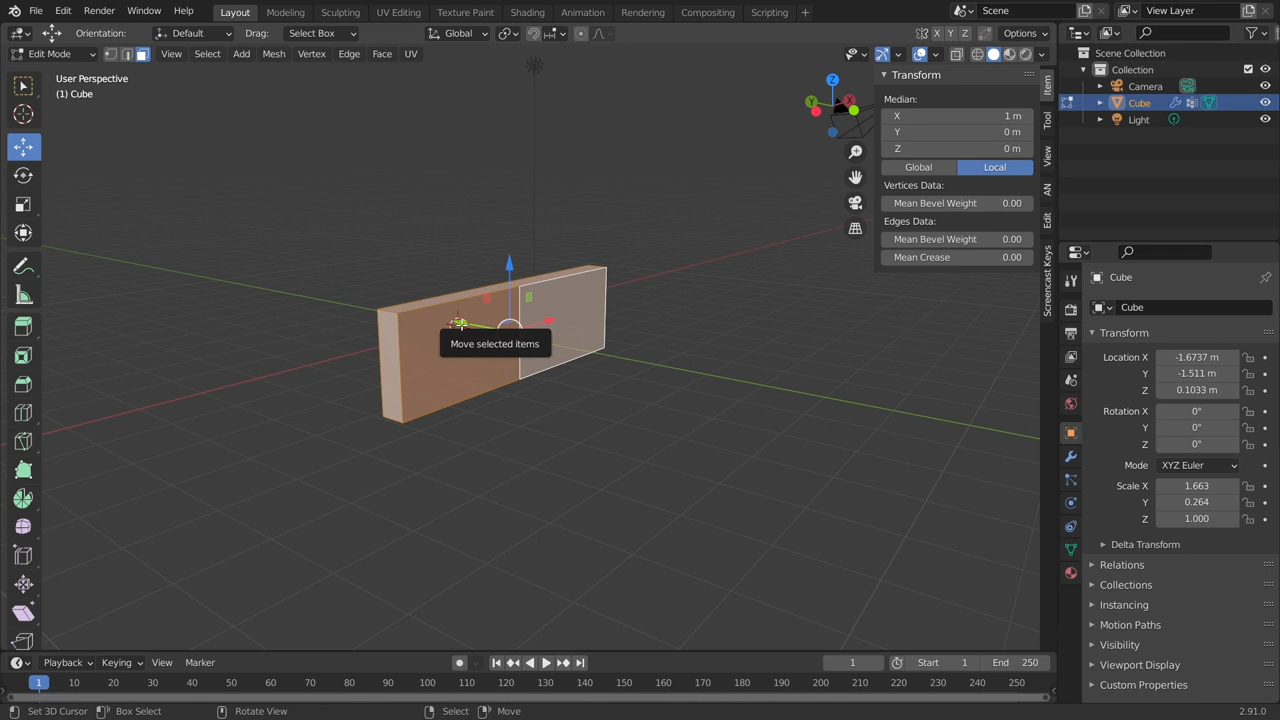 File Edit Render Window Help Layout Modeling Sculpting UV Editing Texture Paint Shading Animation Rendering Compositing Scripting + Scene View Layer
Orientation: Default Drag: Select Box Global X Y Z Options
Edit Mode View Select Add Mesh Vertex Edge Face UV
User Perspective
(1) Cube
Z
Y
X
Move selected items
Transform
Median:
X 1 m
Y 0 m
Z 0 m
Global Local
Vertices Data:
Mean Bevel Weight 0.00
Edges Data:
Mean Bevel Weight 0.00
Mean Crease 0.00
Item
Tool
View
AN
Edit
Screencast Keys
Scene Collection
Collection
Camera
Cube
Light
Cube
Cube
Transform
Location X -1.6737 m
Y -1.511 m
Z 0.1033 m
Rotation X 0°
Y 0°
Z 0°
Mode XYZ Euler
Scale X 1.663
Y 0.264
Z 1.000
Delta Transform
Relations
Collections
Instancing
Motion Paths
Visibility
Viewport Display
Custom Properties
Playback Keying View Marker 1 Start 1 End 250
1 10 20 30 40 50 60 70 80 90 100 110 120 130 140 150 160 170 180 190 200 210 220 230 240 250
Set 3D Cursor Box Select Rotate View Select Move 2.91.0